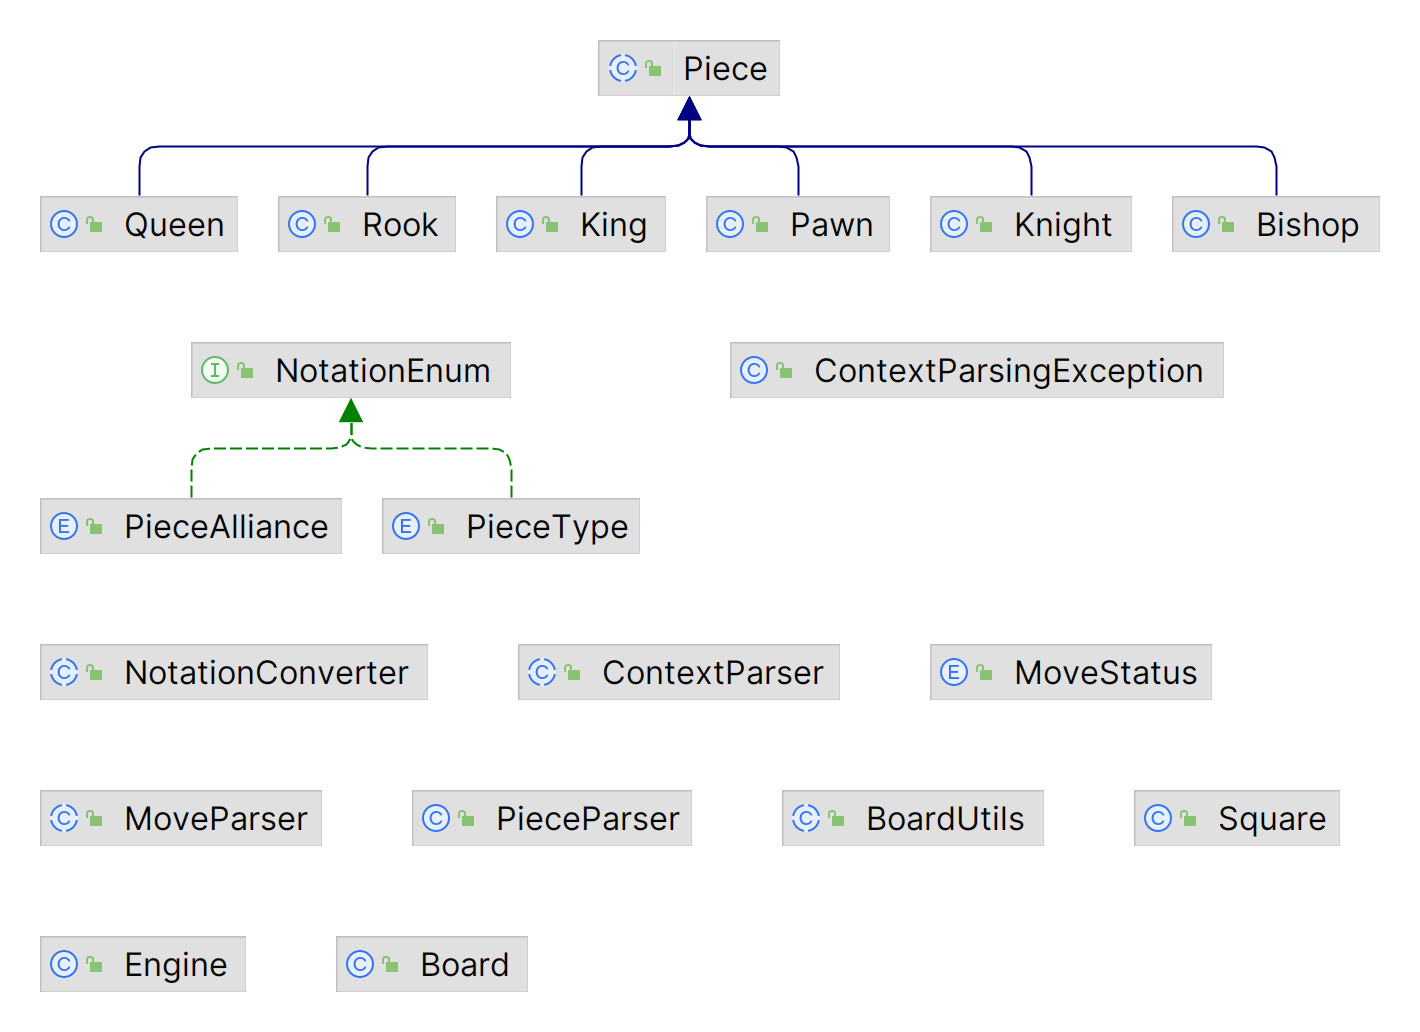 C Piece
C Queen C Rook C King C Pawn C Knight C Bishop
I NotationEnum C ContextParsingException
E PieceAlliance E PieceType
C NotationConverter C ContextParser E MoveStatus
C MoveParser C PieceParser C BoardUtils C Square
C Engine C Board